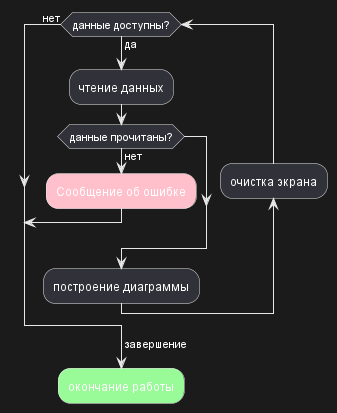 нет
данные доступны?
да
чтение данных
данные прочитаны?
нет
Сообщение об ошибке
очистка экрана
построение диаграммы
завершение
окончание работы